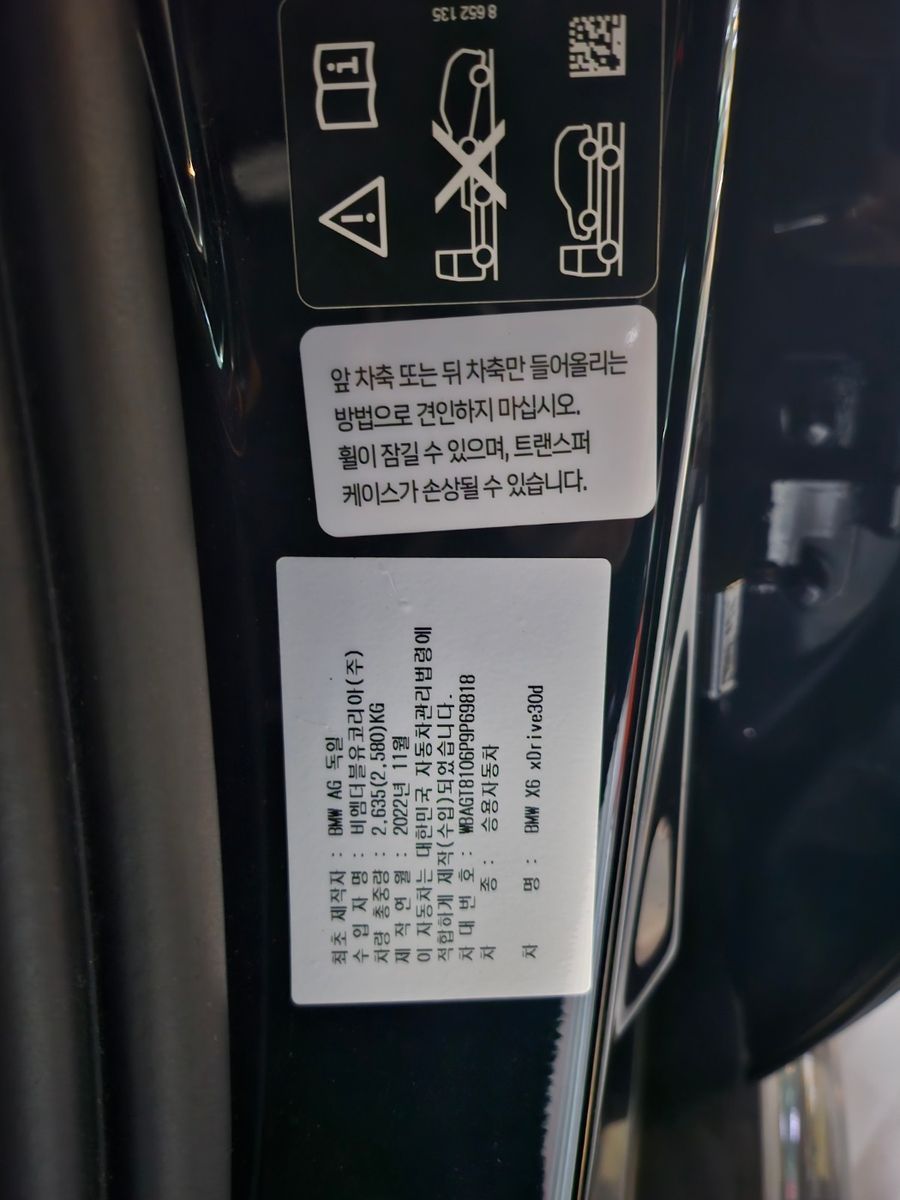 8 652 135
앞 차축 또는 뒤 차축만 들어올리는
방법으로 견인하지 마십시오.
휠이 잠길 수 있으며, 트랜스퍼
케이스가 손상될 수 있습니다.
최초 제작자 : BMW AG 독일
수 입 자 명 : 비엠더블유코리아(주)
차량 총중량 : 2,635(2,580)KG
제 작 연 월 : 2022년 11월
이 자동차는 대한민국 자동차관리법령에
적합하게 제작(수입)되었습니다.
차 대 번 호 : WBAGT8106P9P69818
차 종 : 승용자동차
차 명 : BMW X6 xDrive30d